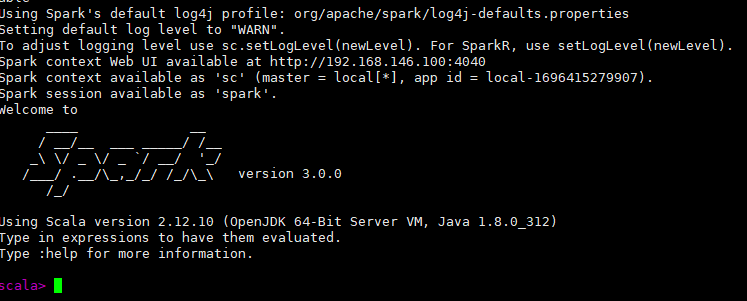 Using Spark's default log4j profile: org/apache/spark/log4j-defaults.properties
Setting default log level to "WARN".
To adjust logging level use sc.setLogLevel(newLevel). For SparkR, use setLogLevel(newLevel).
Spark context Web UI available at http://192.168.146.100:4040
Spark context available as 'sc' (master = local[*], app id = local-1696415279907).
Spark session available as 'spark'.
Welcome to
      ____              __
     / __/__  ___ _____/ /__
    _\ \/ _ \/ _ `/ __/  '_/
   /___/ .__/\_,_/_/ /_/\_\   version 3.0.0
      /_/
Using Scala version 2.12.10 (OpenJDK 64-Bit Server VM, Java 1.8.0_312)
Type in expressions to have them evaluated.
Type :help for more information.
scala>